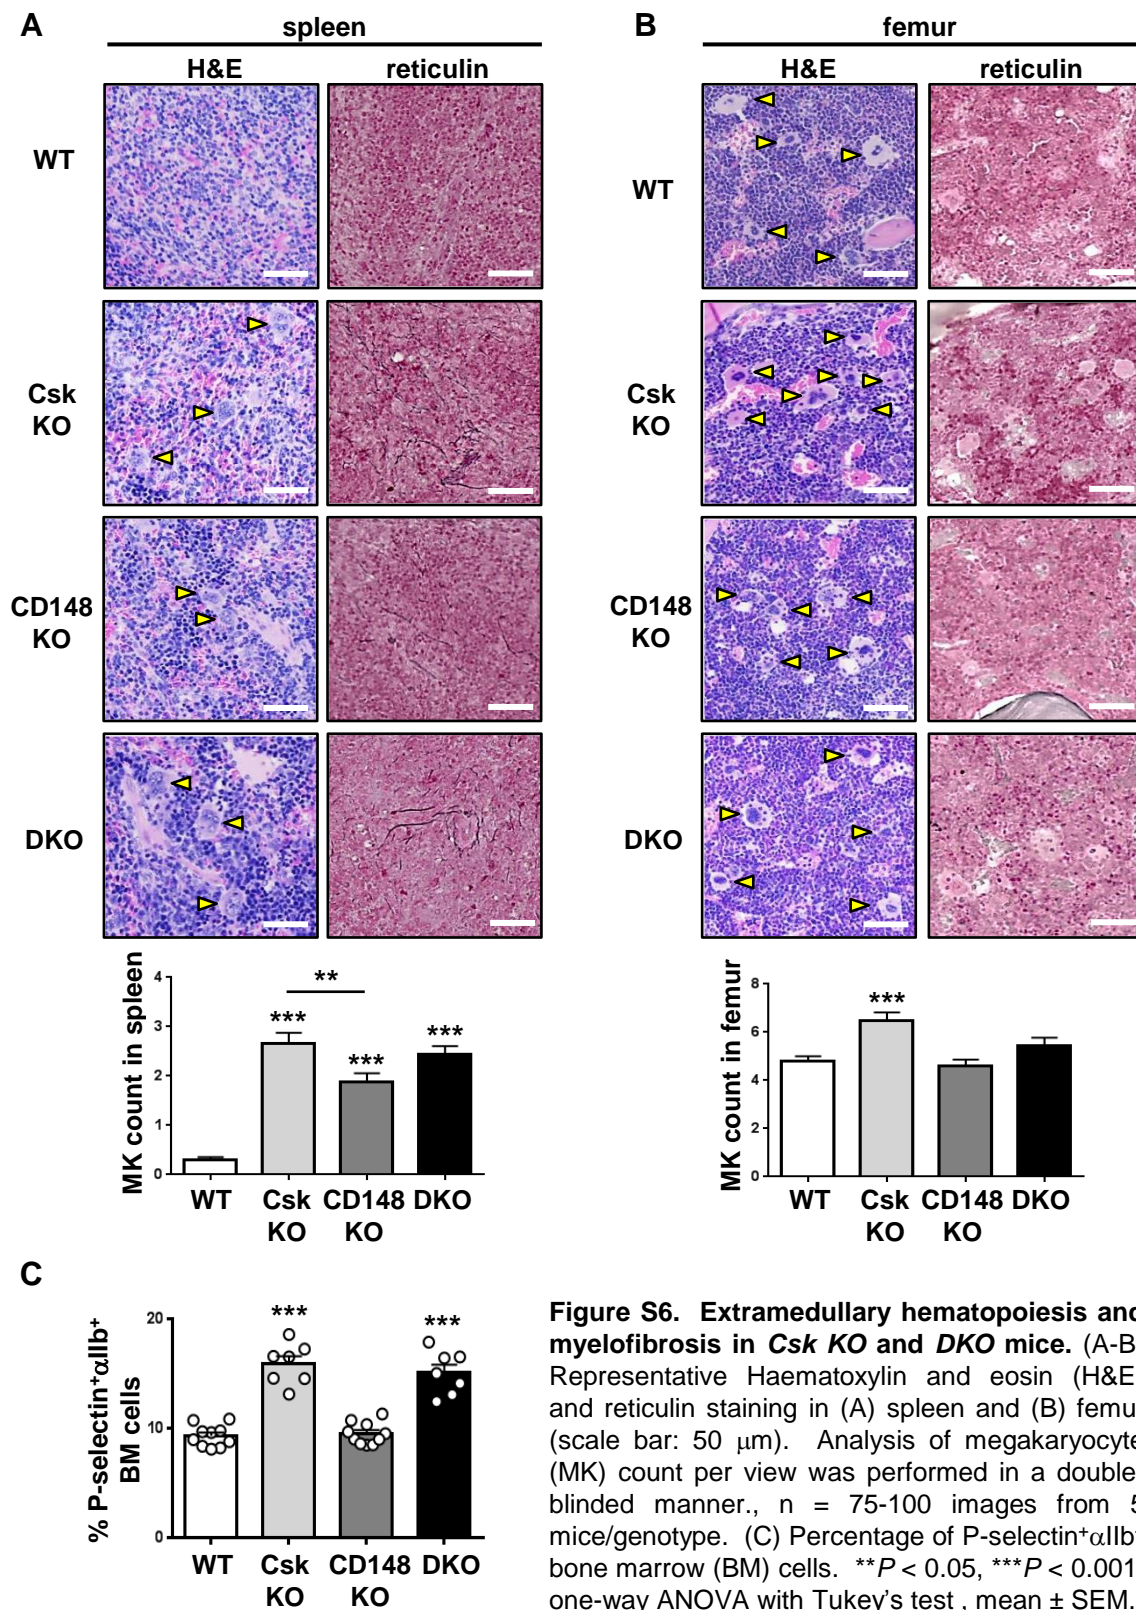 A
spleen
H&E
reticulin
WT
Csk
KO
CD148
KO
DKO
MK count in spleen
4
3
2
1
0
**
***
***
***
WT
Csk
KO
CD148
KO
DKO
B
femur
H&E
reticulin
WT
Csk
KO
CD148
KO
DKO
MK count in femur
8
6
4
2
0
***
WT
Csk
KO
CD148
KO
DKO
C
% P-selectin⁺αIIb⁺
BM cells
20
10
0
***
***
WT
Csk
KO
CD148
KO
DKO
Figure S6. Extramedullary hematopoiesis and
myelofibrosis in Csk KO and DKO mice. (A-B
Representative Haematoxylin and eosin (H&E
and reticulin staining in (A) spleen and (B) femu
(scale bar: 50 μm). Analysis of megakaryocyte
(MK) count per view was performed in a double
blinded manner., n = 75-100 images from 5
mice/genotype. (C) Percentage of P-selectin⁺αIIb⁺
bone marrow (BM) cells. **P < 0.05, ***P < 0.001
one-way ANOVA with Tukey's test , mean ± SEM.